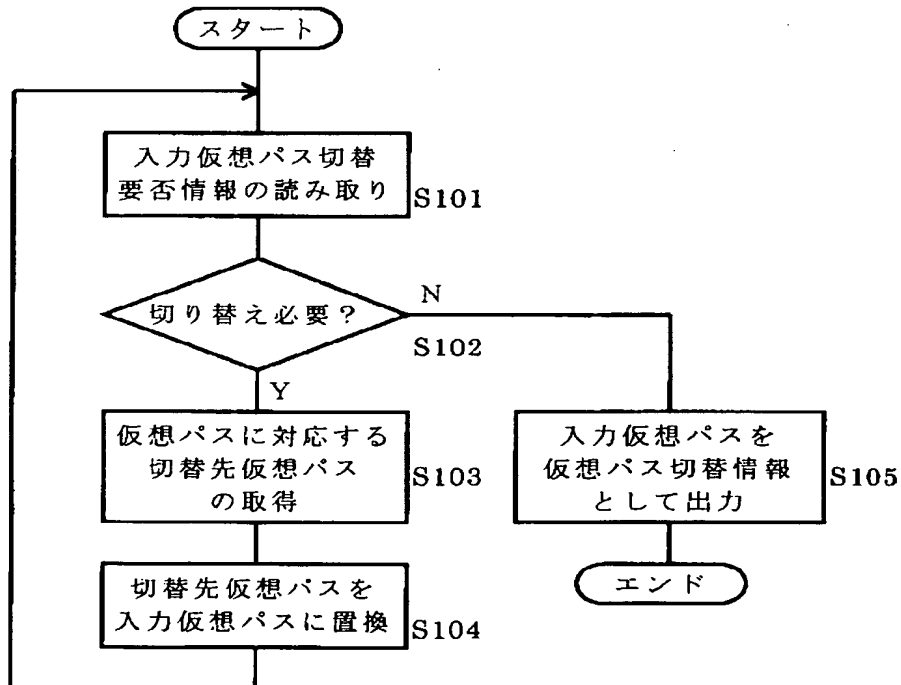 スタート
入力仮想パス切替
要否情報の読み取り
S101
切り替え必要?
N
S102
Y
仮想パスに対応する
切替先仮想パス
の取得
S103
入力仮想パスを
仮想パス切替情報
として出力
S105
切替先仮想パスを
入力仮想パスに置換
S104
エンド